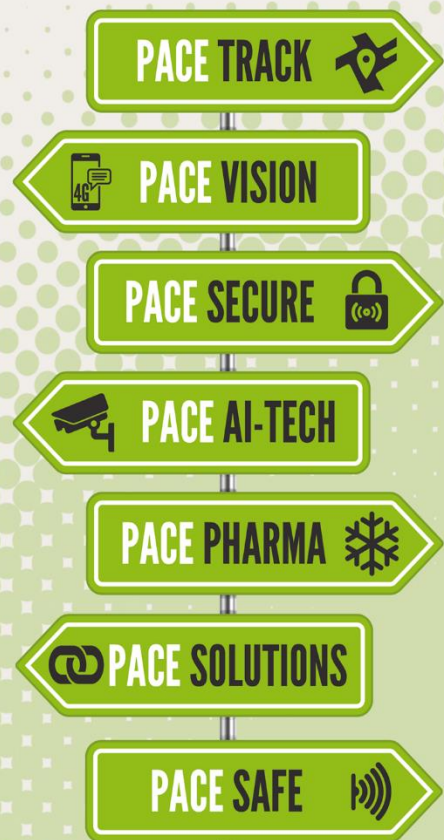 PACE TRACK
4G
PACE VISION
PACE SECURE
PACE AI-TECH
PACE PHARMA
PACE SOLUTIONS
PACE SAFE